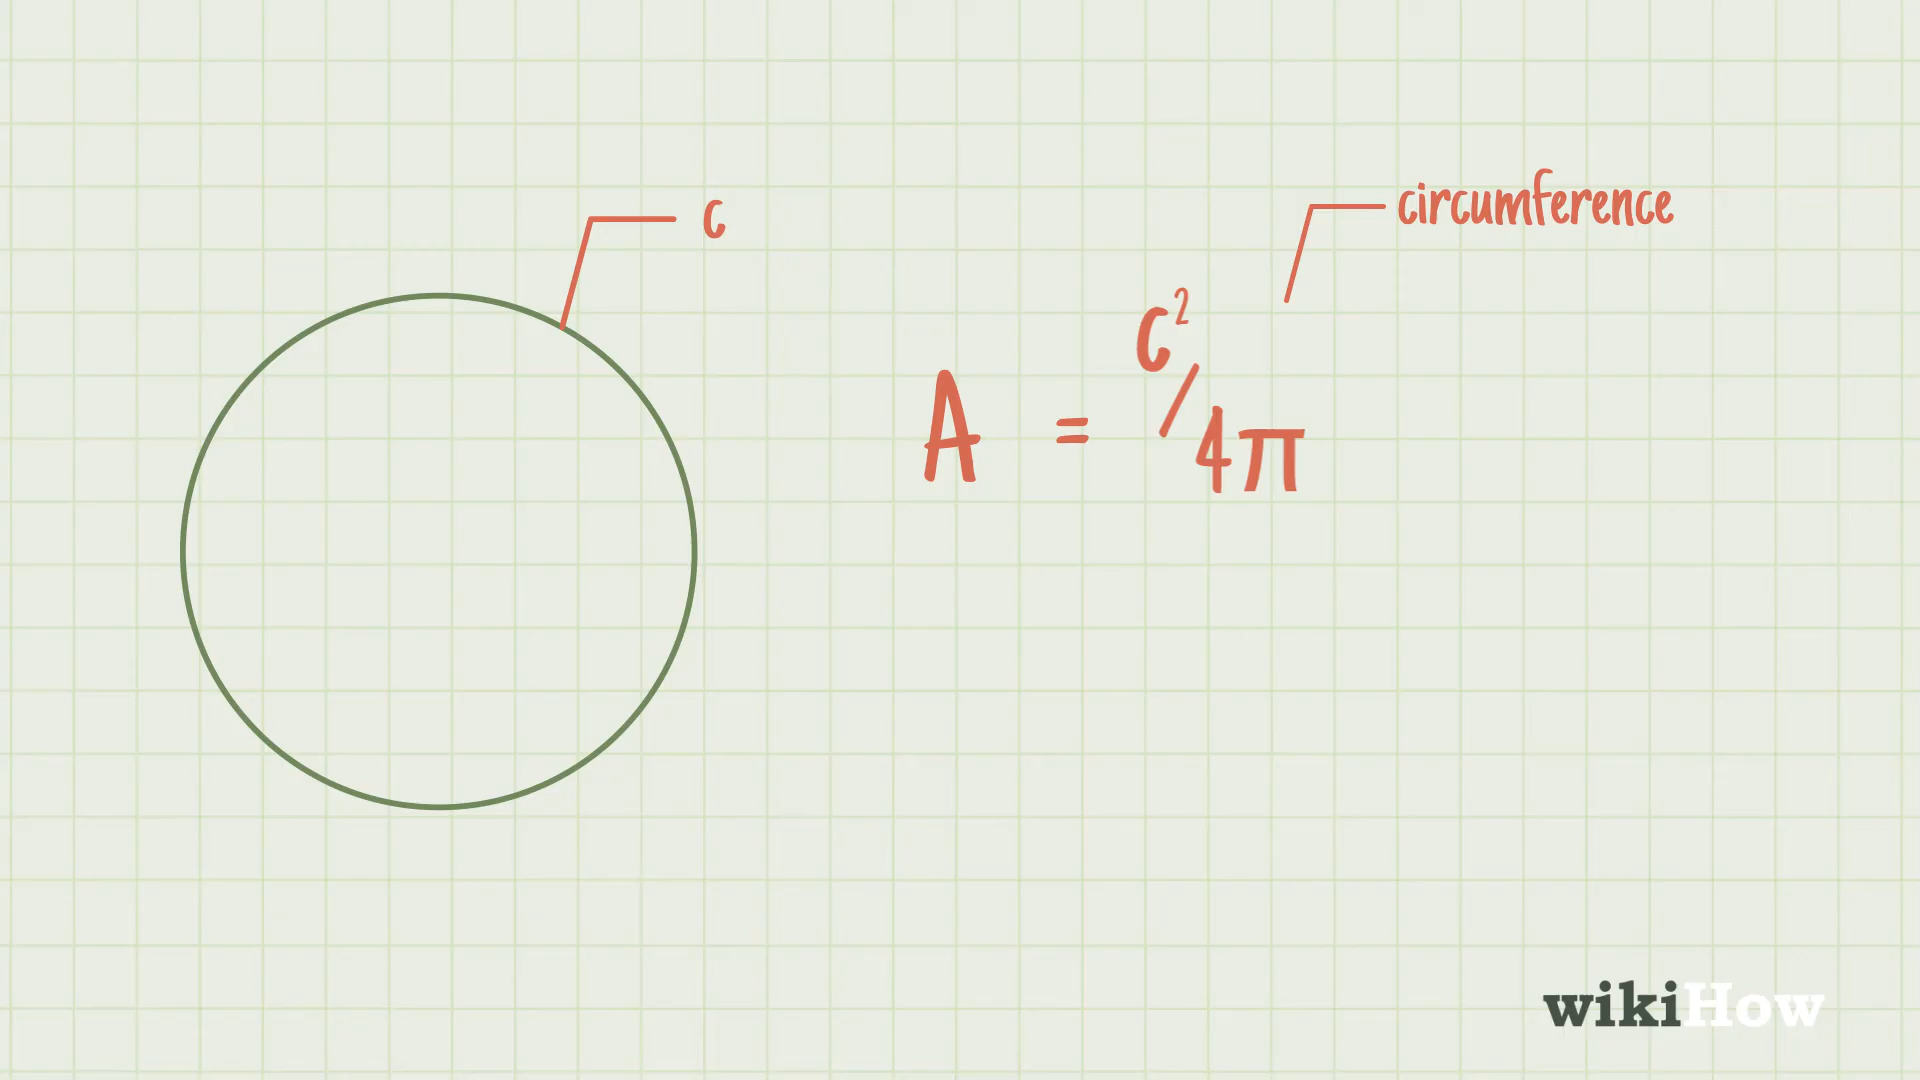 c
circumference
A = c²/4π
wikiHow